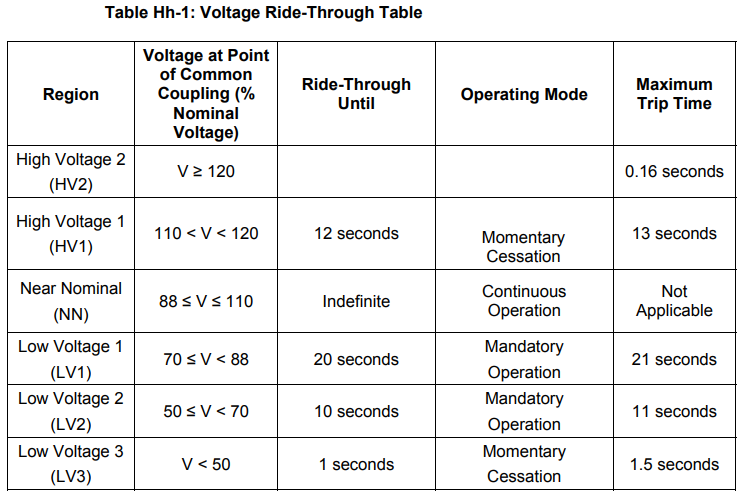 Table Hh-1: Voltage Ride-Through Table
Region
Voltage at Point
of Common
Coupling (%
Nominal
Voltage)
Ride-Through
Until
Operating Mode
Maximum
Trip Time
High Voltage 2
(HV2)
V ≥ 120
0.16 seconds
High Voltage 1
(HV1)
110 < V < 120
12 seconds
Momentary
Cessation
13 seconds
Near Nominal
(NN)
88 ≤ V ≤ 110
Indefinite
Continuous
Operation
Not
Applicable
Low Voltage 1
(LV1)
70 ≤ V < 88
20 seconds
Mandatory
Operation
21 seconds
Low Voltage 2
(LV2)
50 ≤ V < 70
10 seconds
Mandatory
Operation
11 seconds
Low Voltage 3
(LV3)
V < 50
1 seconds
Momentary
Cessation
1.5 seconds